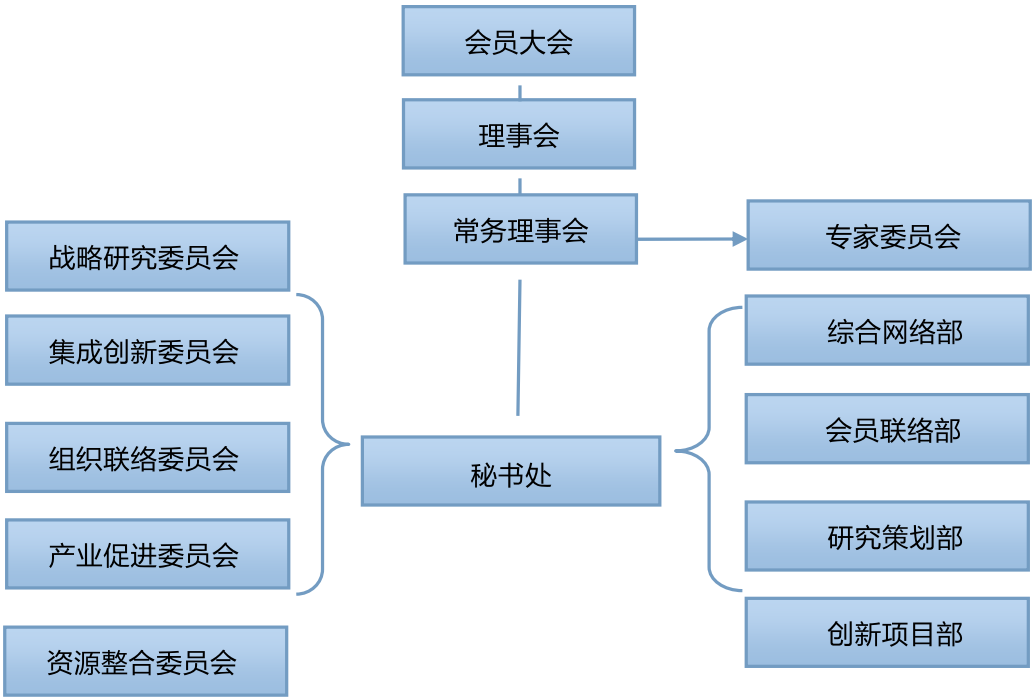 会员大会
理事会
常务理事会
专家委员会
战略研究委员会
集成创新委员会
组织联络委员会
产业促进委员会
资源整合委员会
秘书处
综合网络部
会员联络部
研究策划部
创新项目部